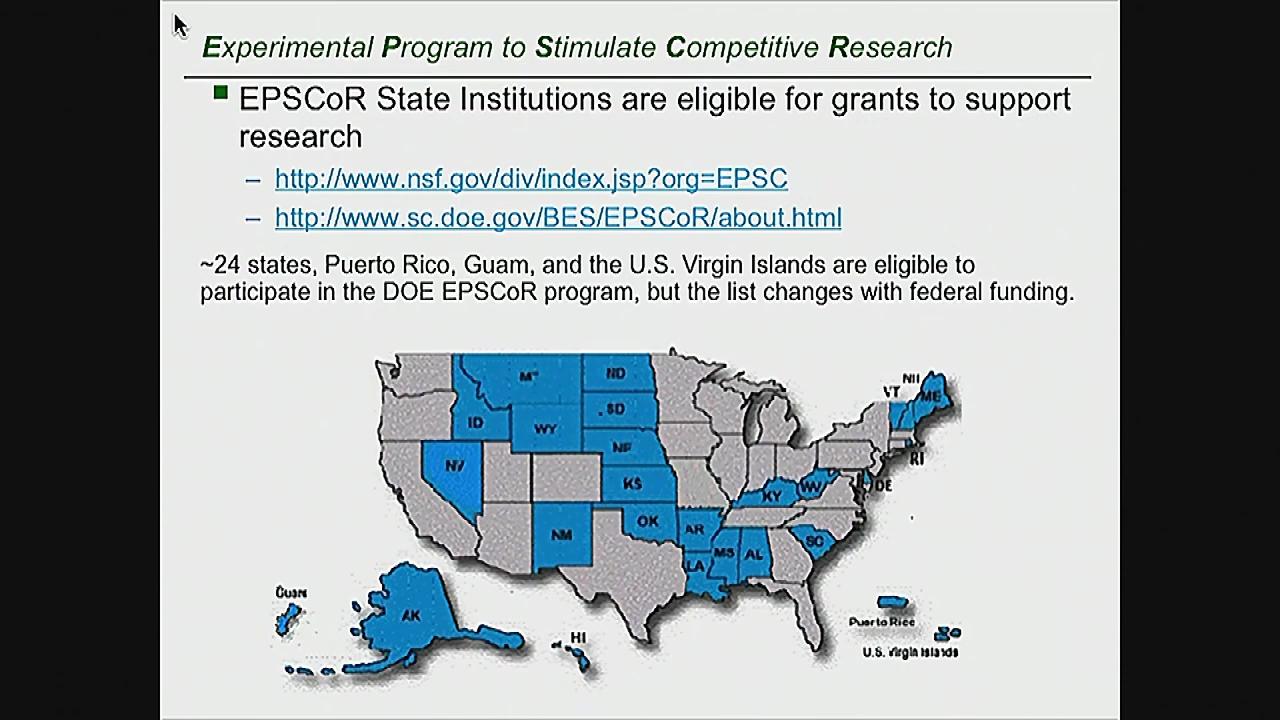 Experimental Program to Stimulate Competitive Research
EPSCoR State Institutions are eligible for grants to support
research
– http://www.nsf.gov/div/index.jsp?org=EPSC
– http://www.sc.doe.gov/BES/EPSCoR/about.html
~24 states, Puerto Rico, Guam, and the U.S. Virgin Islands are eligible to
participate in the DOE EPSCoR program, but the list changes with federal funding.
MT
ND
NH
VT
ME
SD
ID
WY
NE
RI
NV
KS
KY
WV
DE
NM
OK
AR
SC
MS
AL
LA
Guam
AK
HI
Puerto Rico
U.S. Virgin Islands